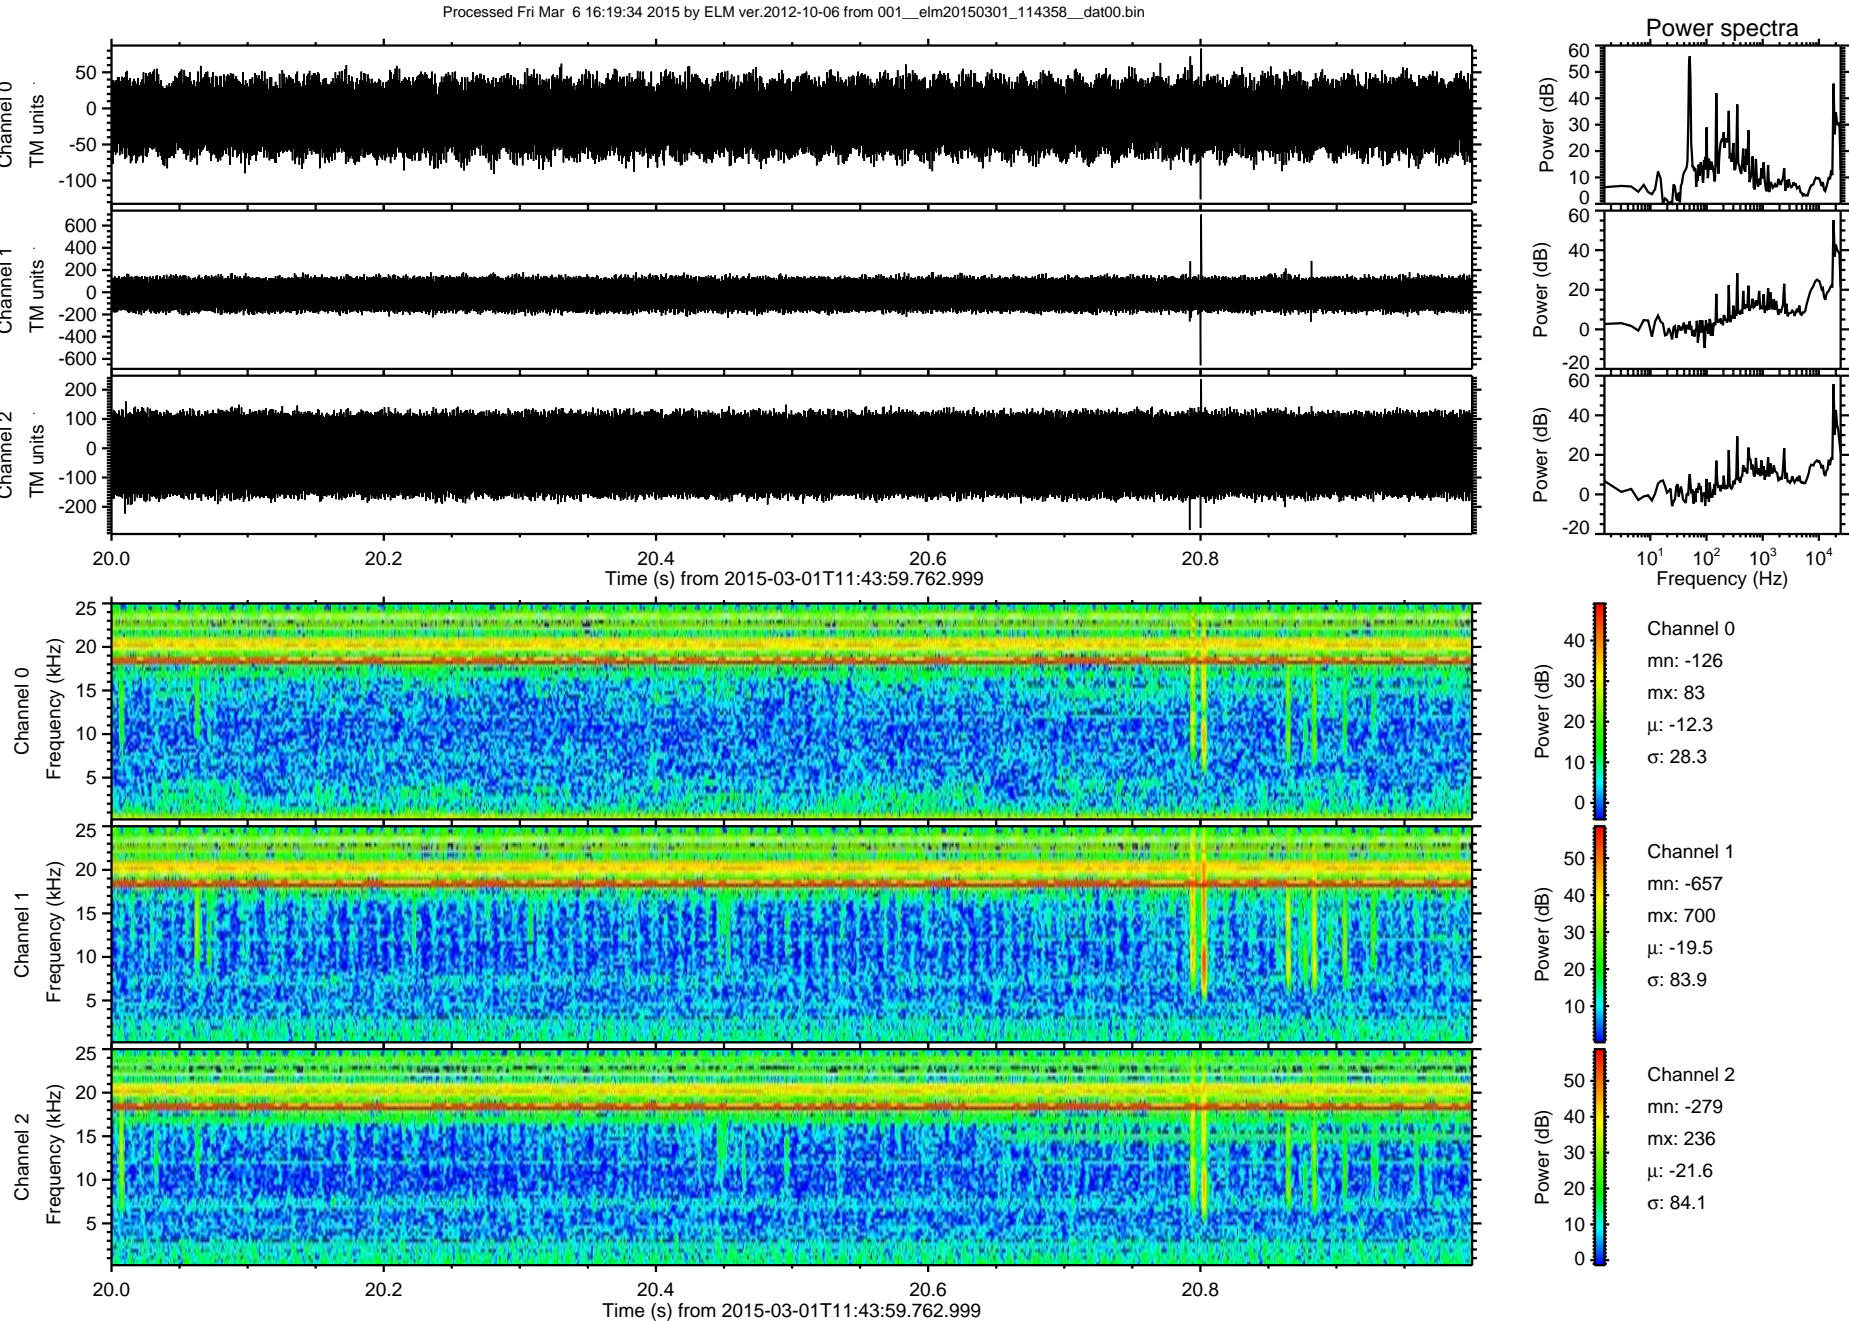 Processed Fri Mar 6 16:19:34 2015 by ELM ver.2012-10-06 from 001__elm20150301_114358__dat00.bin
Power spectra
Channel 0
TM units
50
0
-50
-100
Power (dB)
60
50
40
30
20
10
0
Channel 1
TM units
600
400
200
0
-200
-400
-600
Power (dB)
60
40
20
0
-20
Channel 2
TM units
200
100
0
-100
-200
Power (dB)
60
40
20
0
-20
20.0 20.2 20.4 20.6 20.8
Time (s) from 2015-03-01T11:43:59.762.999
10¹ 10² 10³ 10⁴
Frequency (Hz)
Channel 0
Frequency (kHz)
25
20
15
10
5
Power (dB)
40
30
20
10
0
Channel 0
mn: -126
mx: 83
μ: -12.3
σ: 28.3
Channel 1
Frequency (kHz)
25
20
15
10
5
Power (dB)
50
40
30
20
10
Channel 1
mn: -657
mx: 700
μ: -19.5
σ: 83.9
Channel 2
Frequency (kHz)
25
20
15
10
5
Power (dB)
50
40
30
20
10
0
Channel 2
mn: -279
mx: 236
μ: -21.6
σ: 84.1
20.0 20.2 20.4 20.6 20.8
Time (s) from 2015-03-01T11:43:59.762.999